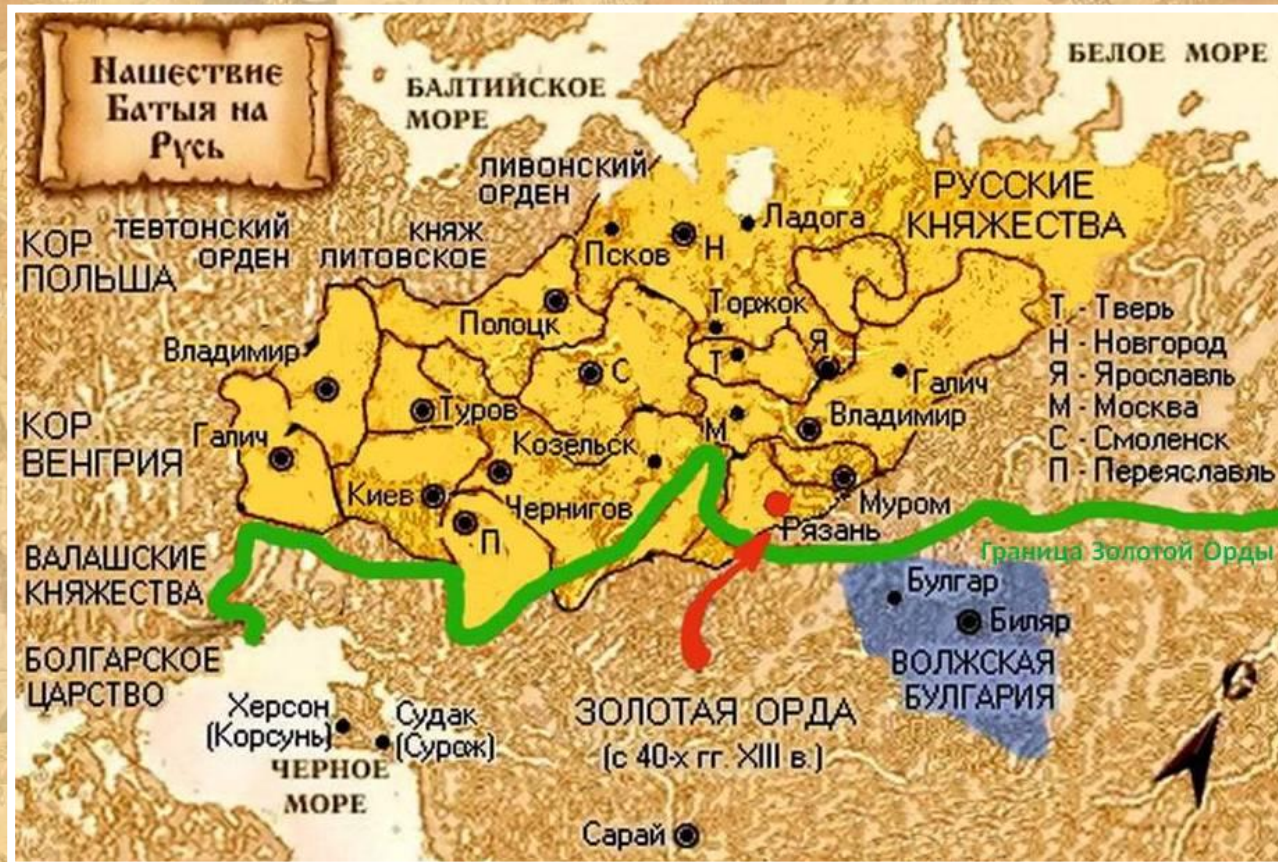 Нашествие
Батыя на
Русь
БАЛТИЙСКОЕ
МОРЕ
БЕЛОЕ МОРЕ
ЛИВОНСКИЙ
ОРДЕН
РУССКИЕ
КНЯЖЕСТВА
ТЕВТОНСКИЙ
ОРДЕН
КНЯЖ
ЛИТОВСКОЕ
КОР
ПОЛЬША
Псков
Н
Ладога
Полоцк
Торжок
Владимир
С
Т
Я
Галич
Т - Тверь
Н - Новгород
Я - Ярославль
М - Москва
С - Смоленск
П - Переяславль
КОР
ВЕНГРИЯ
Галич
Туров
Козельск
М
Владимир
Киев
Чернигов
П
Муром
Рязань
Граница Золотой Орды
ВАЛАШСКИЕ
КНЯЖЕСТВА
БОЛГАРСКОЕ
ЦАРСТВО
Булгар
Биляр
ВОЛЖСКАЯ
БУЛГАРИЯ
Херсон
(Корсунь)
Судак
(Сурож)
ЧЕРНОЕ
МОРЕ
ЗОЛОТАЯ ОРДА
(с 40-х гг. XIII в.)
Сарай
С